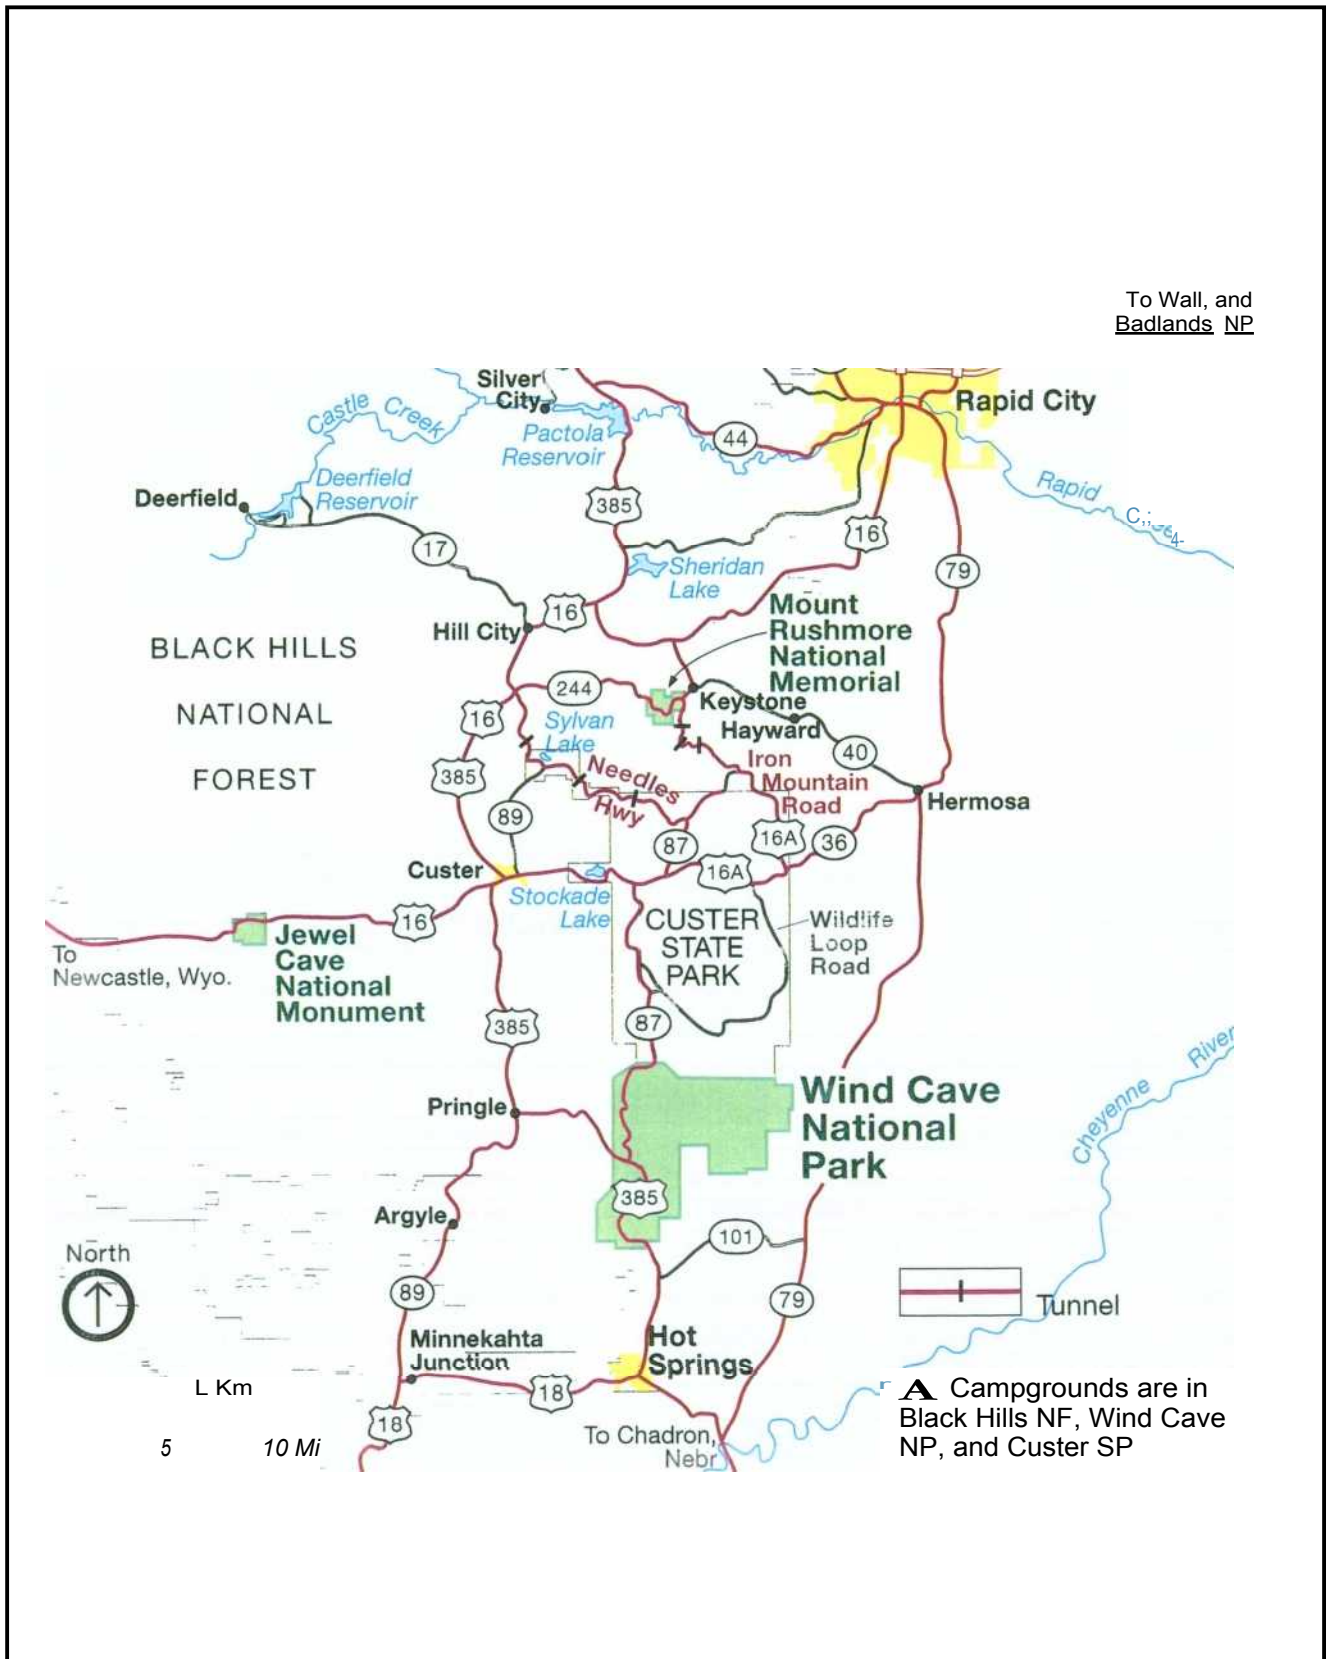 To Wall, and
Badlands NP
Silver
City
Castle Creek
Pactola
Reservoir
44
Rapid City
Deerfield
Reservoir
Deerfield
385
Rapid
16
17
79
Sheridan
Lake
16
Hill City
Mount
Rushmore
National
Memorial
BLACK HILLS
NATIONAL
FOREST
244
Keystone
16
Sylvan
Lake
Hayward
40
385
Needles
Hwy
Iron
Mountain
Road
Hermosa
89
87
16A
36
Custer
16A
Stockade
Lake
16
CUSTER
STATE
PARK
Wildlife
Loop
Road
Jewel
Cave
National
Monument
To
Newcastle, Wyo.
385
87
Cheyenne River
Wind Cave
National
Park
Pringle
385
Argyle
101
North
89
79
Tunnel
Minnekahta
Junction
Hot
Springs
L Km
18
18
5 10 Mi
To Chadron,
Nebr
A Campgrounds are in
Black Hills NF, Wind Cave
NP, and Custer SP